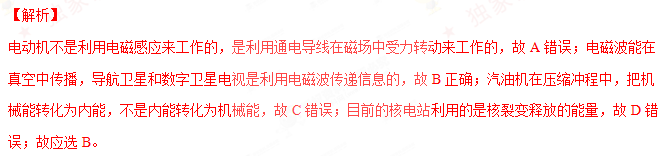 【解析】
电动机不是利用电磁感应来工作的，是利用通电导线在磁场中受力转动来工作的，故 A 错误；电磁波能在
真空中传播，导航卫星和数字卫星电视是利用电磁波传递信息的，故 B 正确；汽油机在压缩冲程中，把机
械能转化为内能，不是内能转化为机械能，故 C 错误；目前的核电站利用的是核裂变释放的能量，故 D 错
误；故应选 B。